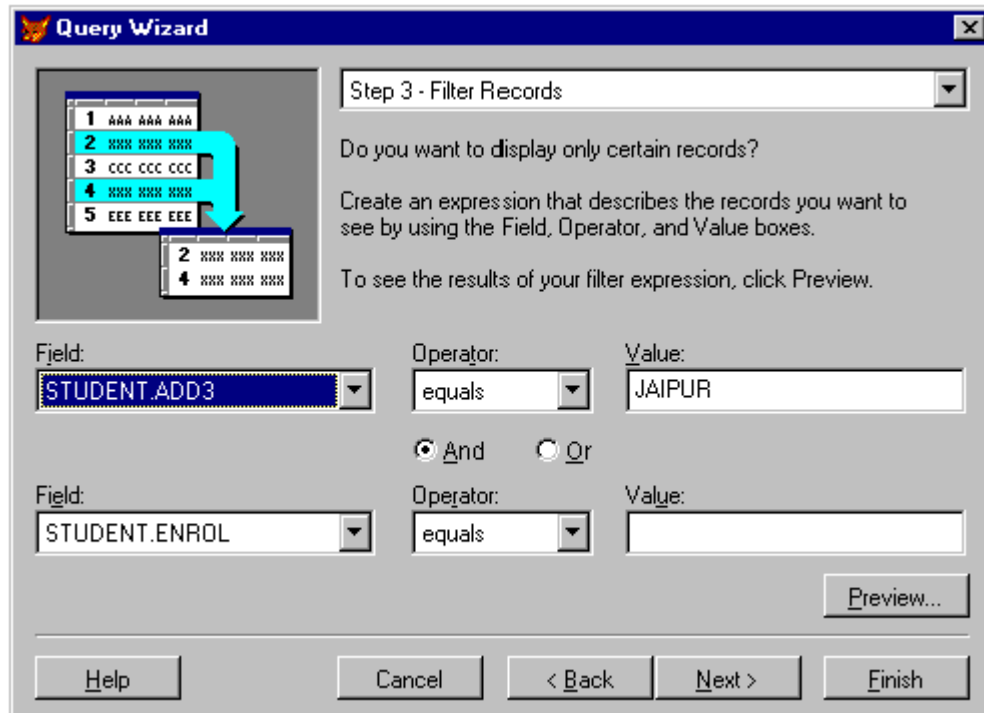 Query Wizard
Step 3 - Filter Records
1 AAA AAA AAA
2 XXX XXX XXX
3 CCC CCC CCC
4 XXX XXX XXX
5 EEE EEE EEE
2 XXX XXX XXX
4 XXX XXX XXX
Do you want to display only certain records?
Create an expression that describes the records you want to
see by using the Field, Operator, and Value boxes.
To see the results of your filter expression, click Preview.
Field: Operator: Value:
STUDENT.ADD3 equals JAIPUR
And Or
Field: Operator: Value:
STUDENT.ENROL equals
Preview...
Help Cancel < Back Next > Finish